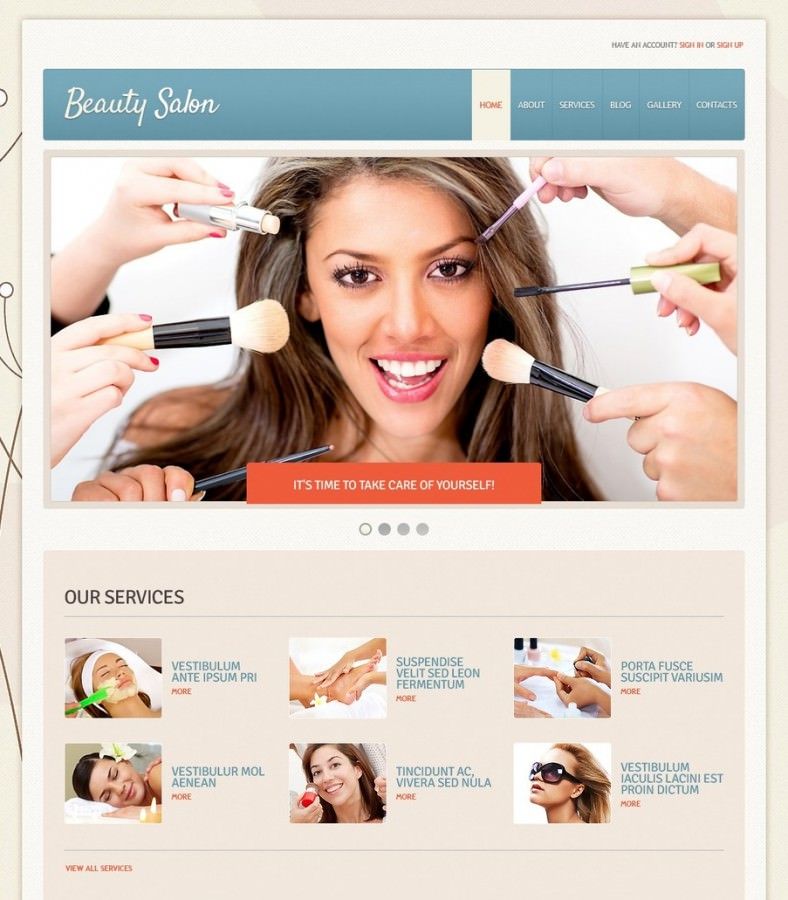 HAVE AN ACCOUNT? SIGN IN OR SIGN UP
Beauty Salon
HOME ABOUT SERVICES BLOG GALLERY CONTACTS
IT'S TIME TO TAKE CARE OF YOURSELF!
OUR SERVICES
VESTIBULUM
ANTE IPSUM PRI
MORE
SUSPENDISE
VELIT SED LEON
FERMENTUM
MORE
PORTA FUSCE
SUSCIPIT VARIUSIM
MORE
VESTIBULUR MOL
AENEAN
MORE
TINCIDUNT AC,
VIVERA SED NULA
MORE
VESTIBULUM
IACULIS LACINI EST
PROIN DICTUM
MORE
VIEW ALL SERVICES